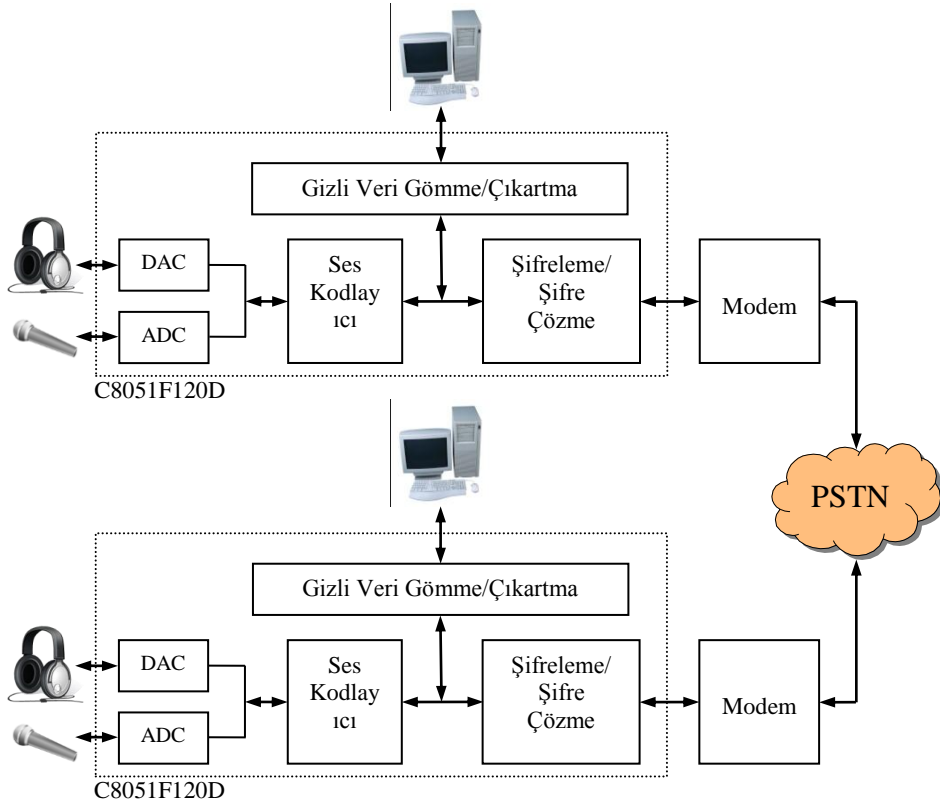 Gizli Veri Gömme/Çıkartma
DAC
ADC
Ses
Kodlay
ıcı
Şifreleme/
Şifre
Çözme
Modem
C8051F120D
PSTN
Gizli Veri Gömme/Çıkartma
DAC
ADC
Ses
Kodlay
ıcı
Şifreleme/
Şifre
Çözme
Modem
C8051F120D